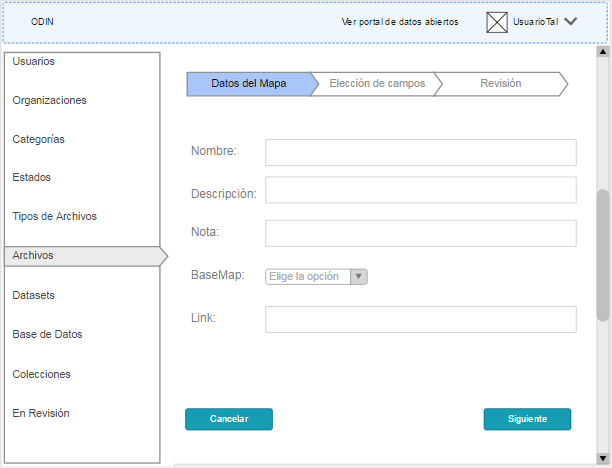 ODIN
Ver portal de datos abiertos
UsuarioTal
Usuarios
Organizaciones
Categorías
Estados
Tipos de Archivos
Archivos
Datasets
Base de Datos
Colecciones
En Revisión
Datos del Mapa
Elección de campos
Revisión
Nombre:
Descripción:
Nota:
BaseMap:
Elige la opción
Link:
Cancelar
Siguiente